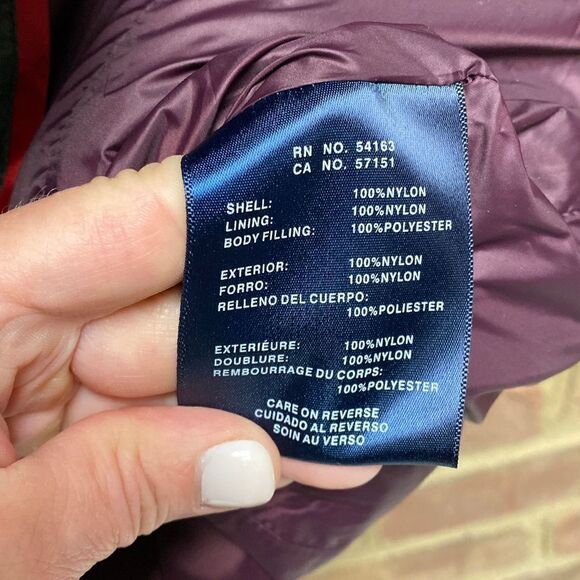 RN NO. 54163
CA NO. 57151
SHELL: 100%NYLON
LINING: 100%NYLON
BODY FILLING: 100%POLYESTER
EXTERIOR: 100%NYLON
FORRO: 100%NYLON
RELLENO DEL CUERPO:
100%POLIESTER
EXTERIÉURE: 100%NYLON
DOUBLURE: 100%NYLON
REMBOURRAGE DU CORPS:
100%POLYESTER
CARE ON REVERSE
CUIDADO AL REVERSO
SOIN AU VERSO